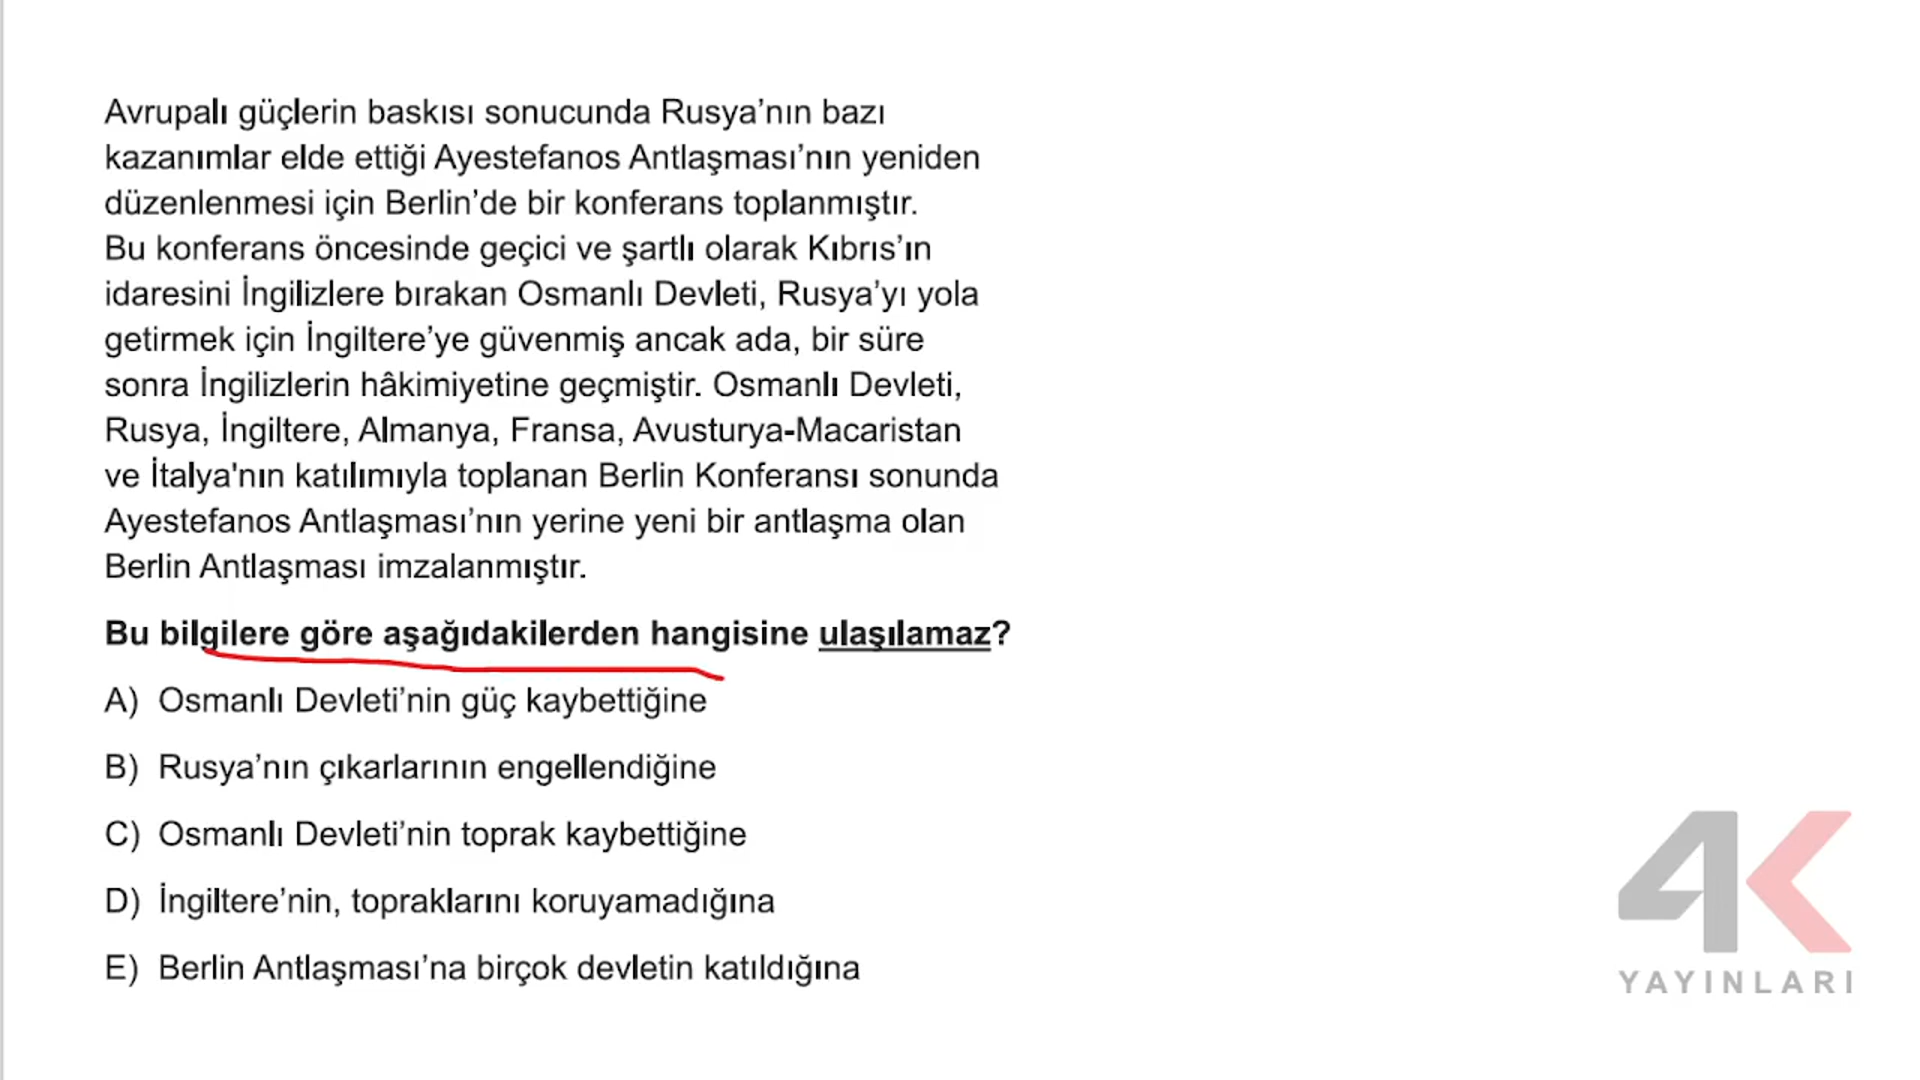 Avrupalı güçlerin baskısı sonucunda Rusya’nın bazı
kazanımlar elde ettiği Ayestefanos Antlaşması’nın yeniden
düzenlenmesi için Berlin’de bir konferans toplanmıştır.
Bu konferans öncesinde geçici ve şartlı olarak Kıbrıs’ın
idaresini İngilizlere bırakan Osmanlı Devleti, Rusya’yı yola
getirmek için İngiltere’ye güvenmiş ancak ada, bir süre
sonra İngilizlerin hâkimiyetine geçmiştir. Osmanlı Devleti,
Rusya, İngiltere, Almanya, Fransa, Avusturya-Macaristan
ve İtalya'nın katılımıyla toplanan Berlin Konferansı sonunda
Ayestefanos Antlaşması’nın yerine yeni bir antlaşma olan
Berlin Antlaşması imzalanmıştır.
Bu bilgilere göre aşağıdakilerden hangisine ulaşılamaz?
A) Osmanlı Devleti’nin güç kaybettiğine
B) Rusya’nın çıkarlarının engellendiğine
C) Osmanlı Devleti’nin toprak kaybettiğine
D) İngiltere’nin, topraklarını koruyamadığına
E) Berlin Antlaşması’na birçok devletin katıldığına
4K
YAYINLARI